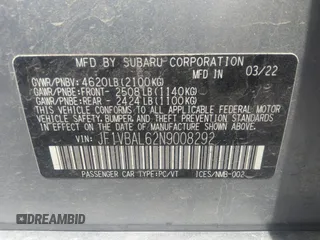 MFD BY SUBARU CORPORATION
03/22
GVWR/PNBV: 4620LB(2100KG)
GAWR/PNBE:FRONT- 2508LB(1140KG)
GAWR/PNBE:REAR - 2424LB(1100KG)
THIS VEHICLE CONFORMS TO ALL APPLICABLE FEDERAL
MOTOR VEHICLE SAFETY, BUMPER, AND THEFT PREVENTION
STANDARDS IN EFFECT ON THE DATE OF MANUFACTURE
SHOWN ABOVE.
VIN: JF1VBAL62N9008292
PASSENGER CAR TYPE:PC/VT ICES/NMB-002
DREAMBID